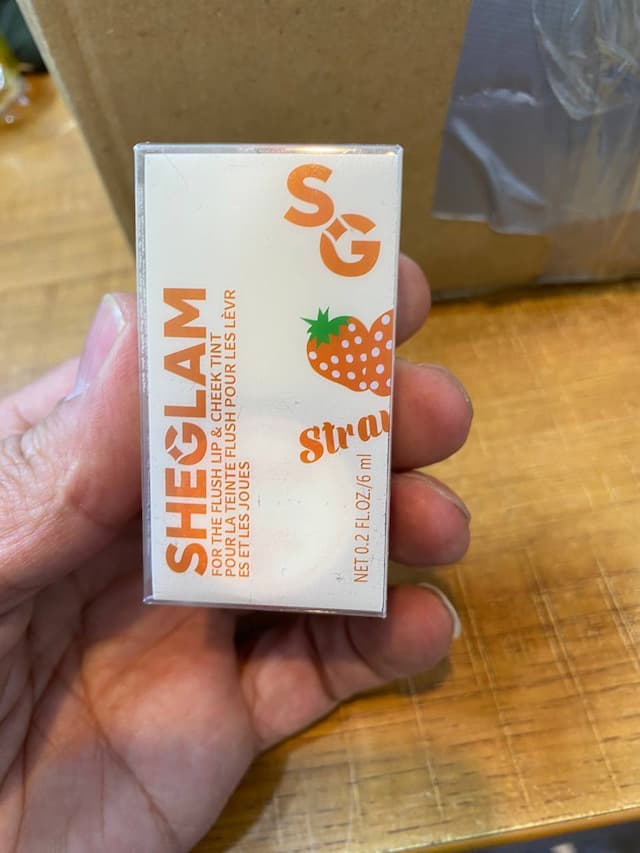 SG
SHEGLAM
FOR THE FLUSH LIP & CHEEK TINT
POUR LA TEINTE FLUSH POUR LES LÈVR
ES ET LES JOUES
Straw
NET 0.2 FL.OZ./6 ml